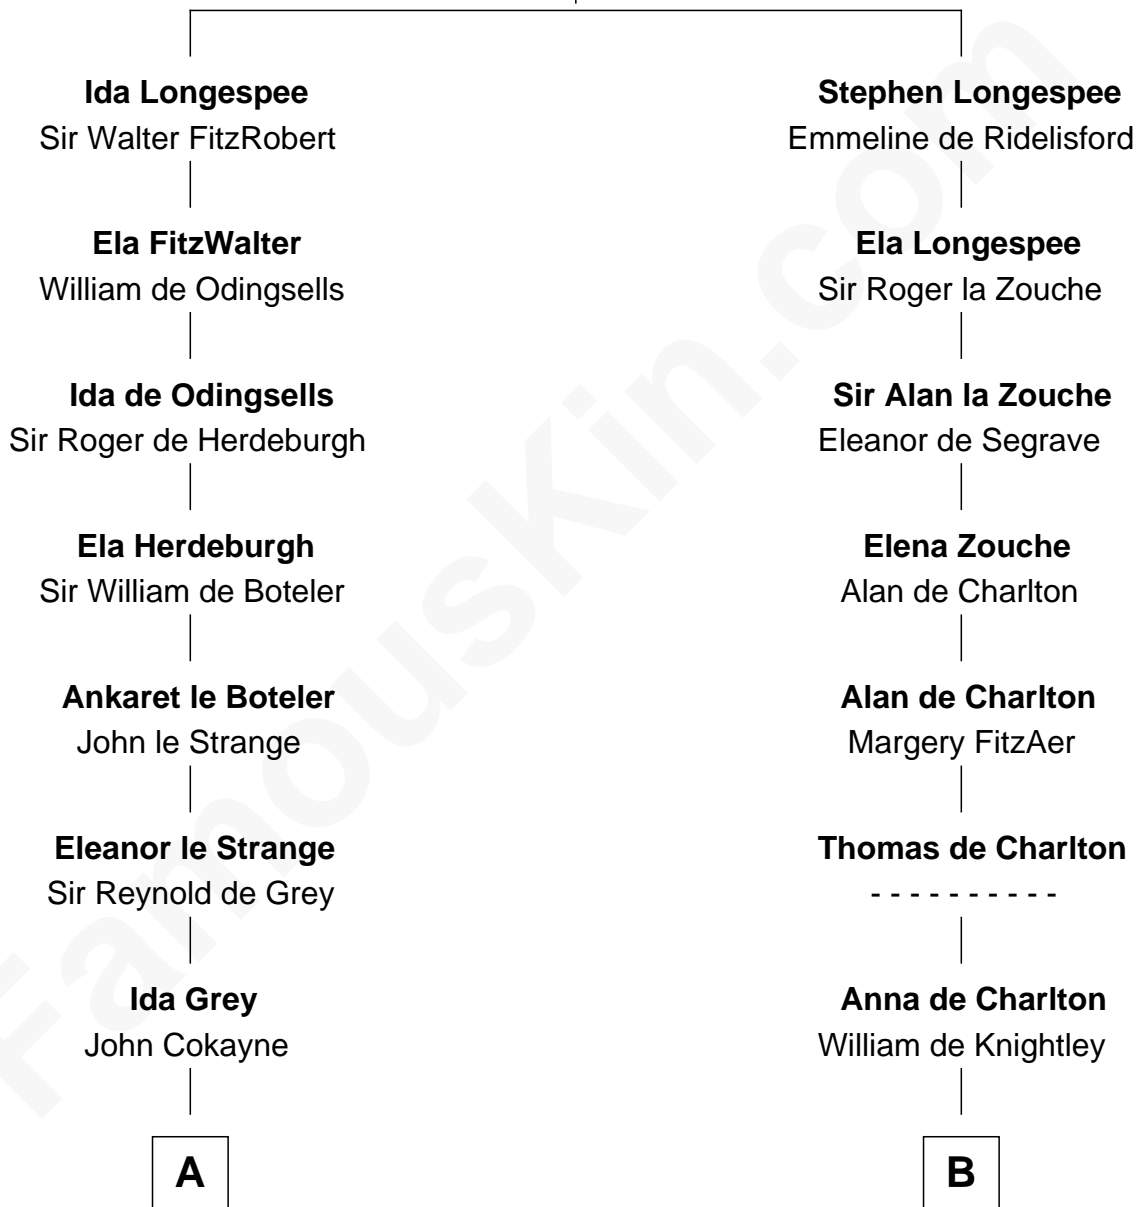 Ida Longespee
Sir Walter FitzRobert
Ela FitzWalter
William de Odingsells
Ida de Odingsells
Sir Roger de Herdeburgh
Ela Herdeburgh
Sir William de Boteler
Ankaret le Boteler
John le Strange
Eleanor le Strange
Sir Reynold de Grey
Ida Grey
John Cokayne
A
Stephen Longespee
Emmeline de Ridelisford
Ela Longespee
Sir Roger la Zouche
Sir Alan la Zouche
Eleanor de Segrave
Elena Zouche
Alan de Charlton
Alan de Charlton
Margery FitzAer
Thomas de Charlton
- - - - - - - - - -
Anna de Charlton
William de Knightley
B
FamousKin.com